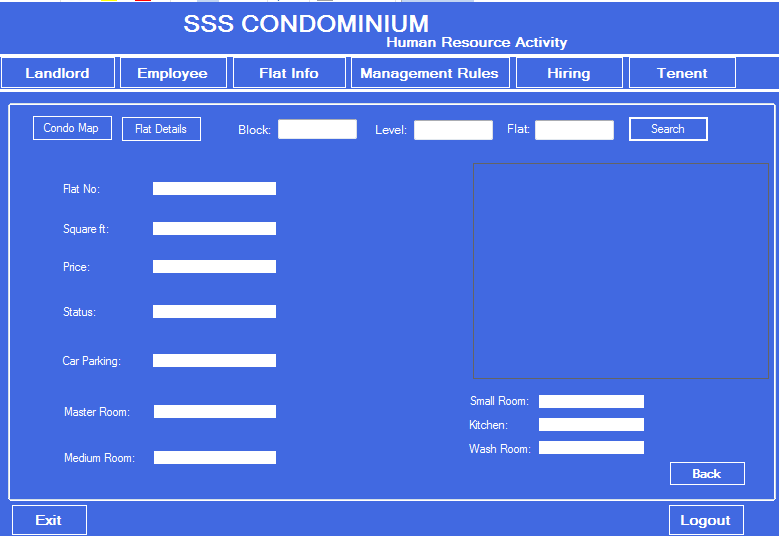 SSS CONDOMINIUM
Human Resource Activity
Landlord Employee Flat Info Management Rules Hiring Tenent
Condo Map Flat Details Block: Level: Flat: Search
Flat No:
Square ft:
Price:
Status:
Car Parking:
Master Room:
Medium Room:
Small Room:
Kitchen:
Wash Room:
Back
Exit Logout